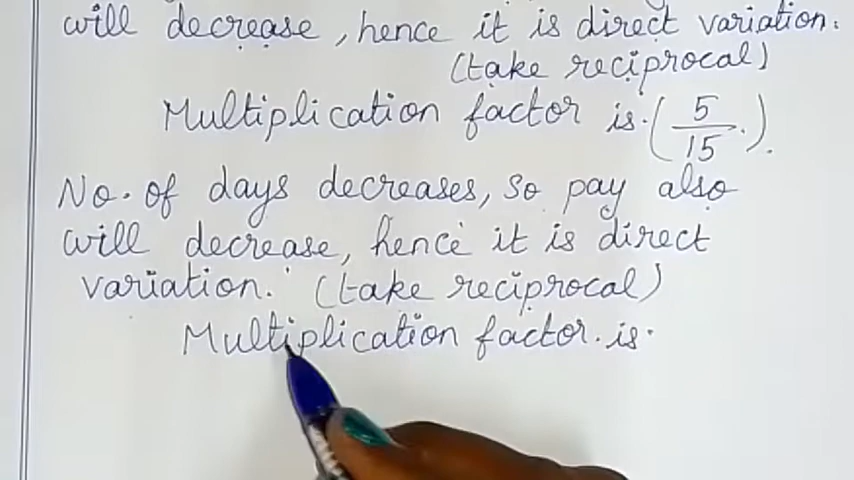 will decrease, hence it is direct variation.
(take reciprocal)
Multiplication factor is (5/15).
No. of days decreases, so pay also
will decrease, hence it is direct
variation. (take reciprocal)
Multiplication factor is